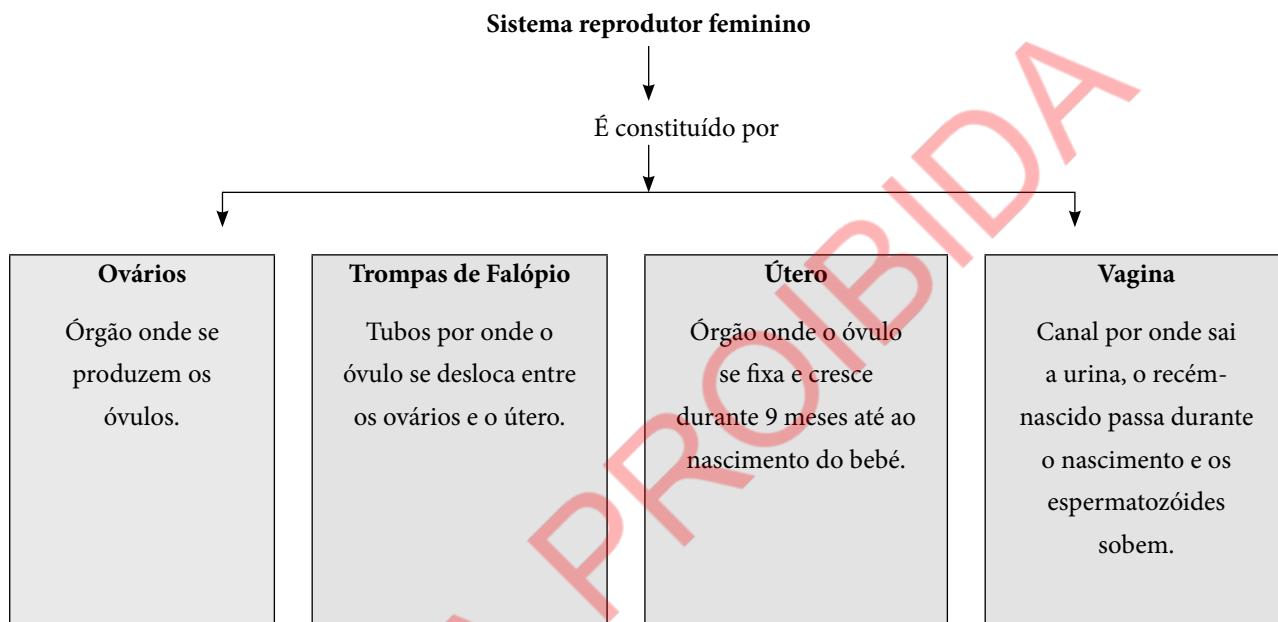 Sistema reprodutor feminino
É constituído por
Ovários
Órgão onde se
produzem os
óvulos.
Trompas de Falópio
Tubos por onde o
óvulo se desloca entre
os ovários e o útero.
Útero
Órgão onde o óvulo
se fixa e cresce
durante 9 meses até ao
nascimento do bebé.
Vagina
Canal por onde sai
a urina, o recém-
nascido passa durante
o nascimento e os
espermatozóides
sobem.
A PROIBIDA